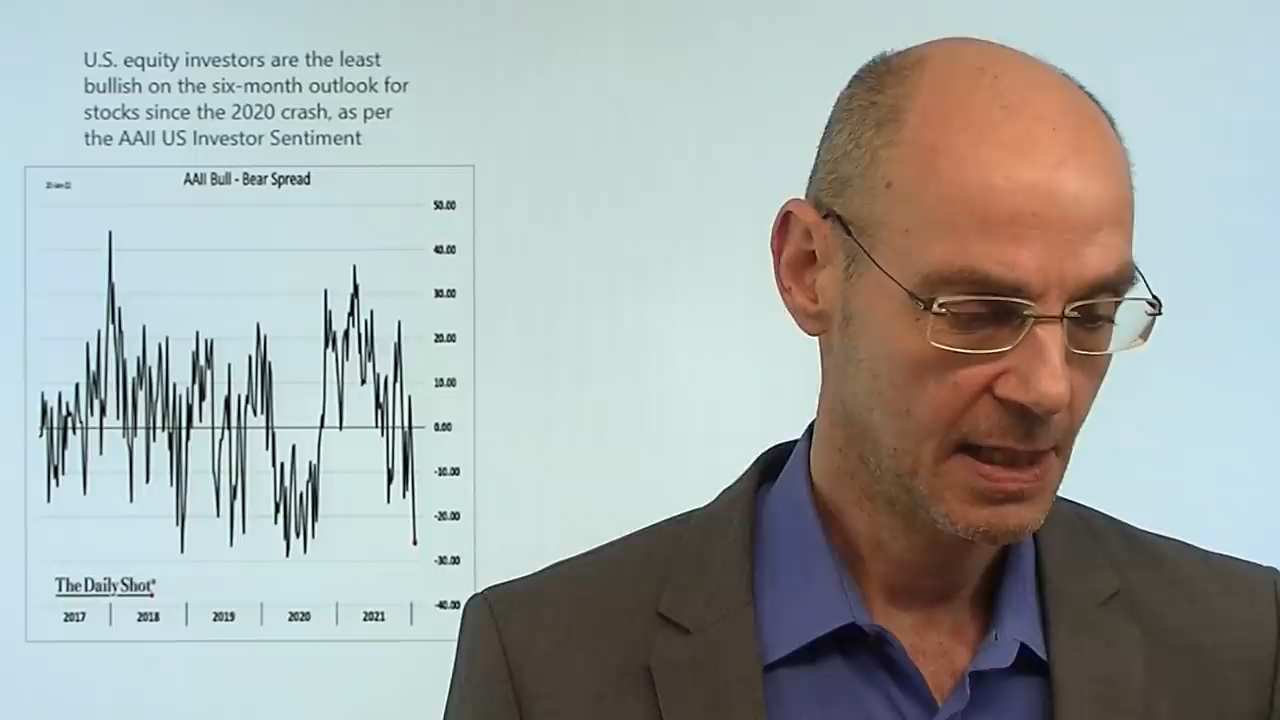 U.S. equity investors are the least
bullish on the six-month outlook for
stocks since the 2020 crash, as per
the AAII US Investor Sentiment
AAII Bull - Bear Spread
50.00
40.00
30.00
20.00
10.00
0.00
-10.00
-20.00
-30.00
-40.00
The Daily Shot®
2017 2018 2019 2020 2021